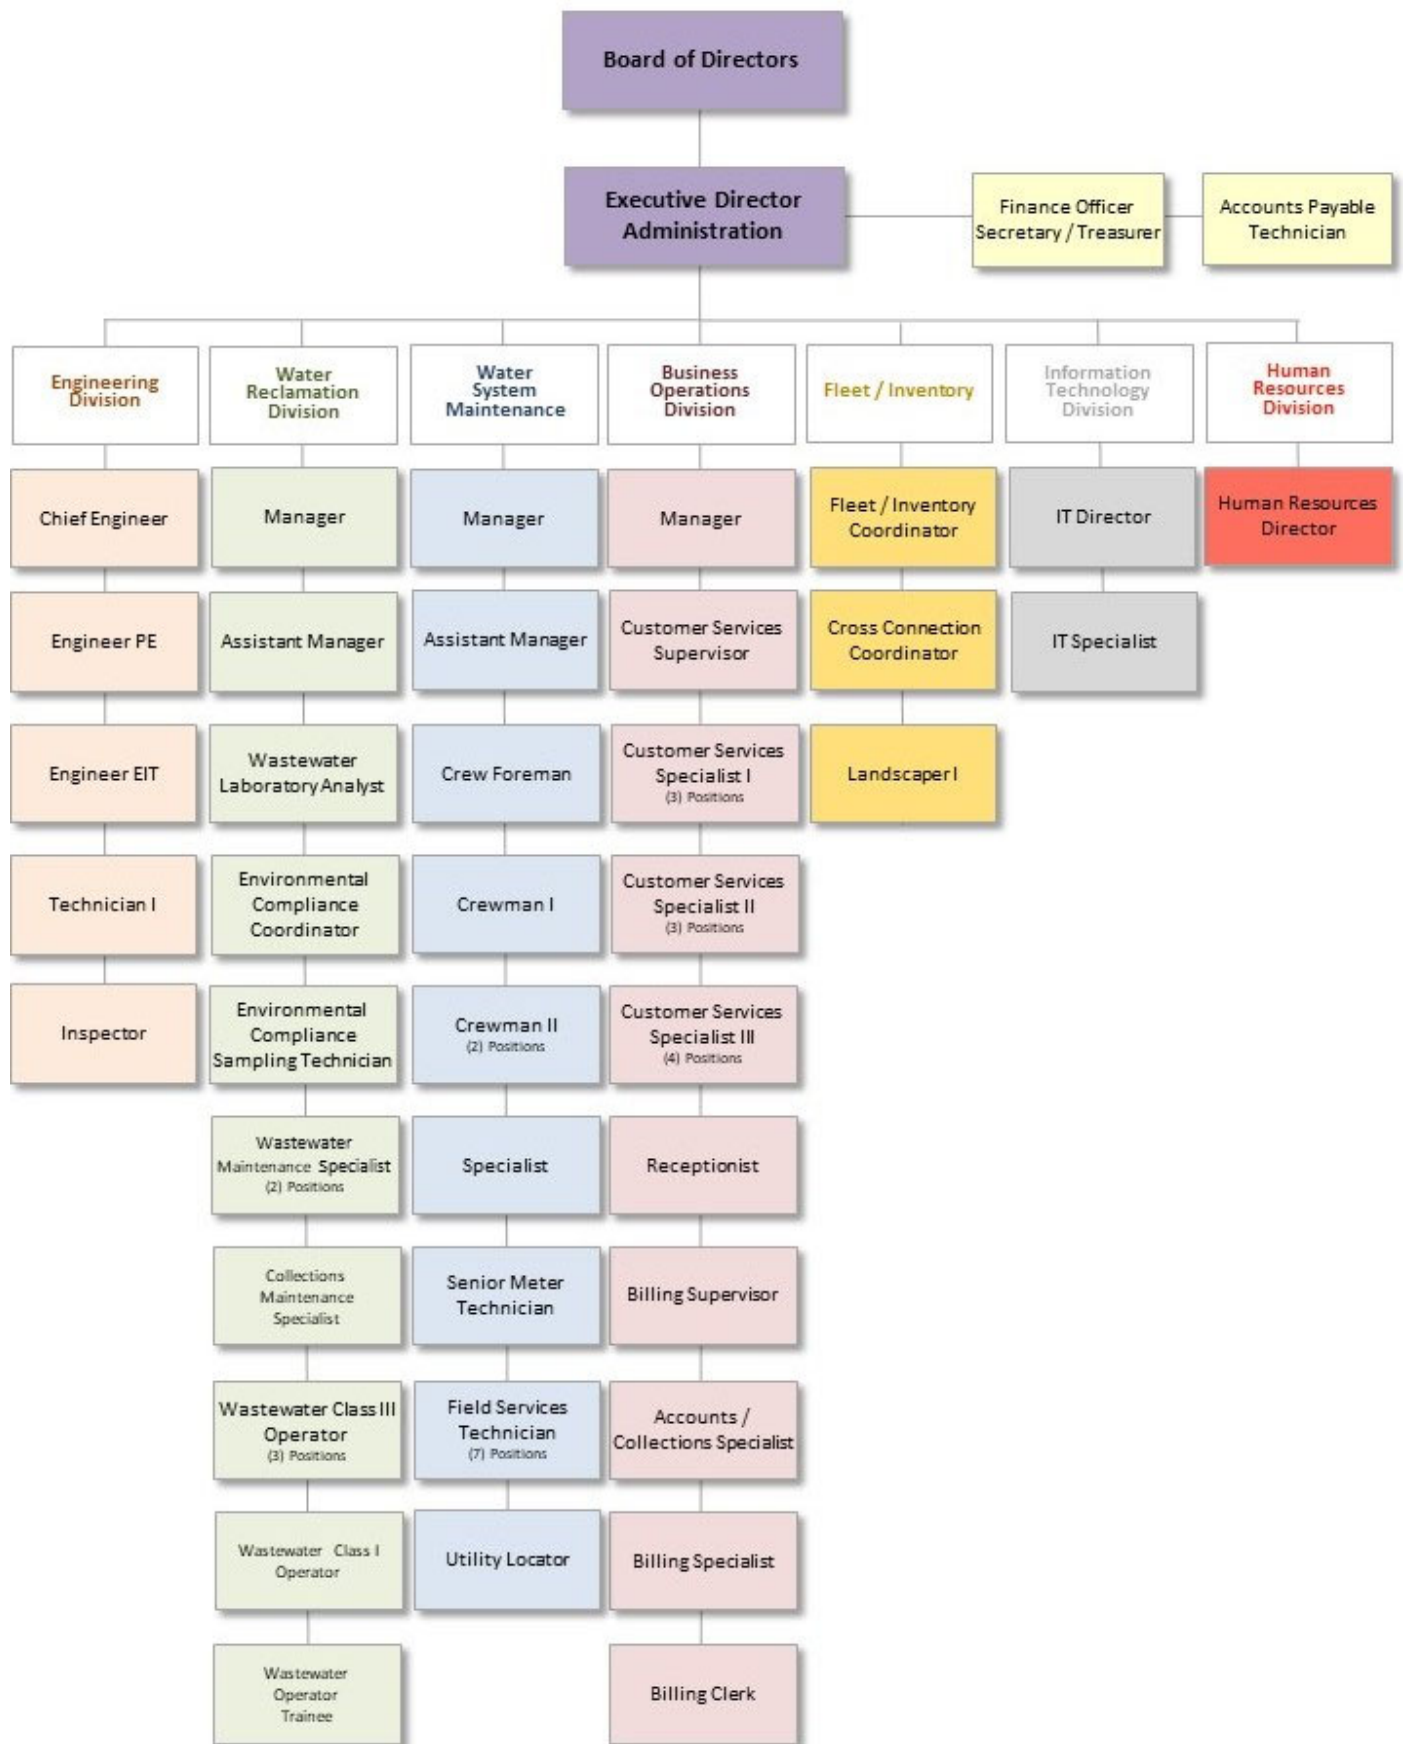 Board of Directors
Executive Director
Administration
Finance Officer
Secretary / Treasurer
Accounts Payable
Technician
Engineering
Division
Water
Reclamation
Division
Water
System
Maintenance
Business
Operations
Division
Fleet / Inventory
Information
Technology
Division
Human
Resources
Division
Chief Engineer
Manager
Manager
Manager
Fleet / Inventory
Coordinator
IT Director
Human Resources
Director
Engineer PE
Assistant Manager
Assistant Manager
Customer Services
Supervisor
Cross Connection
Coordinator
IT Specialist
Engineer EIT
Wastewater
Laboratory Analyst
Crew Foreman
Customer Services
Specialist I
(3) Positions
Landscaper I
Technician I
Environmental
Compliance
Coordinator
Crewman I
Customer Services
Specialist II
(3) Positions
Inspector
Environmental
Compliance
Sampling Technician
Crewman II
(2) Positions
Customer Services
Specialist III
(4) Positions
Wastewater
Maintenance Specialist
(2) Positions
Specialist
Receptionist
Collections
Maintenance
Specialist
Senior Meter
Technician
Billing Supervisor
Wastewater Class III
Operator
(3) Positions
Field Services
Technician
(7) Positions
Accounts /
Collections Specialist
Wastewater Class I
Operator
Utility Locator
Billing Specialist
Wastewater
Operator
Trainee
Billing Clerk